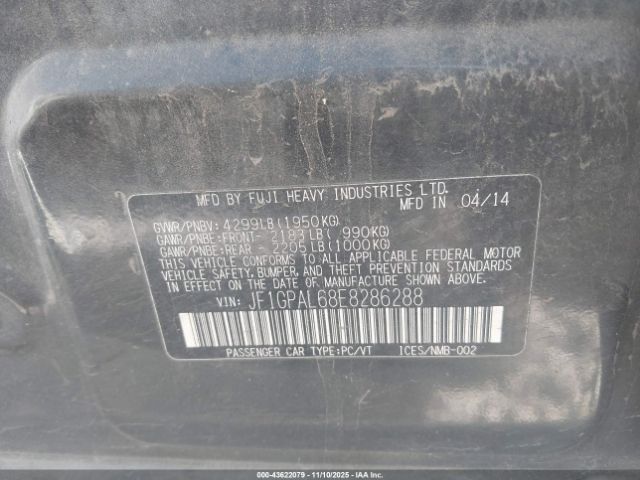 MFD BY FUJI HEAVY INDUSTRIES LTD.
MFD IN 04/14
GVWR/PNBV: 4299LB(1950KG)
GAWR/PNBE:FRONT- 2183LB( 990KG)
GAWR/PNBE:REAR - 2205LB(1000KG)
THIS VEHICLE CONFORMS TO ALL APPLICABLE FEDERAL MOTOR
VEHICLE SAFETY, BUMPER, AND THEFT PREVENTION STANDARDS
IN EFFECT ON THE DATE OF MANUFACTURE SHOWN ABOVE.
VIN: JF1GPAL68E8286288
PASSENGER CAR TYPE:PC/VT ICES/NMB-002
000-43622079 - 11/10/2025 - IAAI.COM